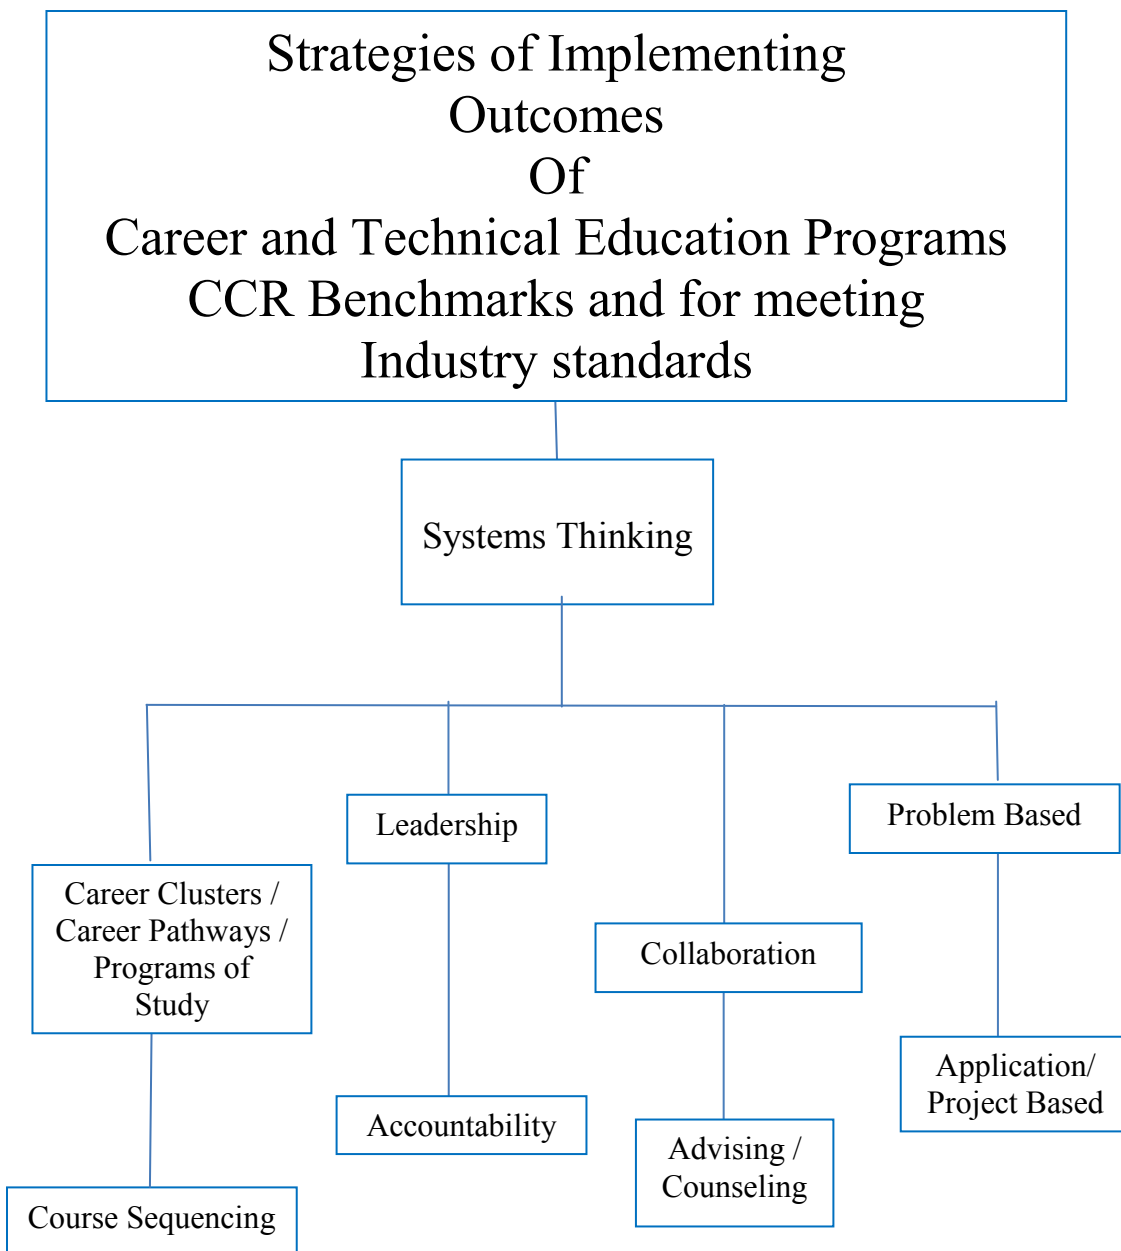 Strategies of Implementing
Outcomes
Of
Career and Technical Education Programs
CCR Benchmarks and for meeting
Industry standards
Systems Thinking
Career Clusters /
Career Pathways /
Programs of
Study
Course Sequencing
Leadership
Accountability
Collaboration
Advising /
Counseling
Problem Based
Application/
Project Based